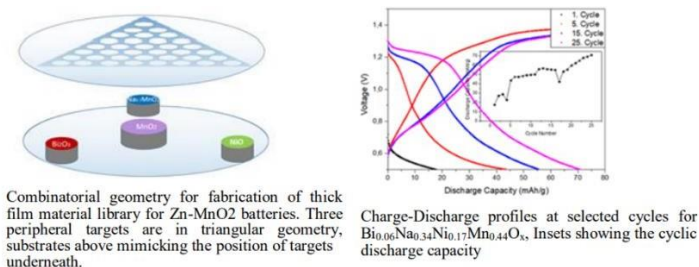 MnO₂
Bi₂O₃
NiO
Combinatorial geometry for fabrication of thick
film material library for Zn-MnO2 batteries. Three
peripheral targets are in triangular geometry,
substrates above mimicking the position of targets
underneath.
1. Cycle
5. Cycle
15. Cycle
25. Cycle
1,4
1,2
1,0
0,8
0,6
Voltage (V)
Cycle Number
0 10 20 30 40 50 60 70 80
Discharge Capacity (mAh/g)
Charge-Discharge profiles at selected cycles for
Bi₀.₀₆Na₀.₃₄Ni₀.₁₇Mn₀.₄₄Oₓ, Insets showing the cyclic
discharge capacity